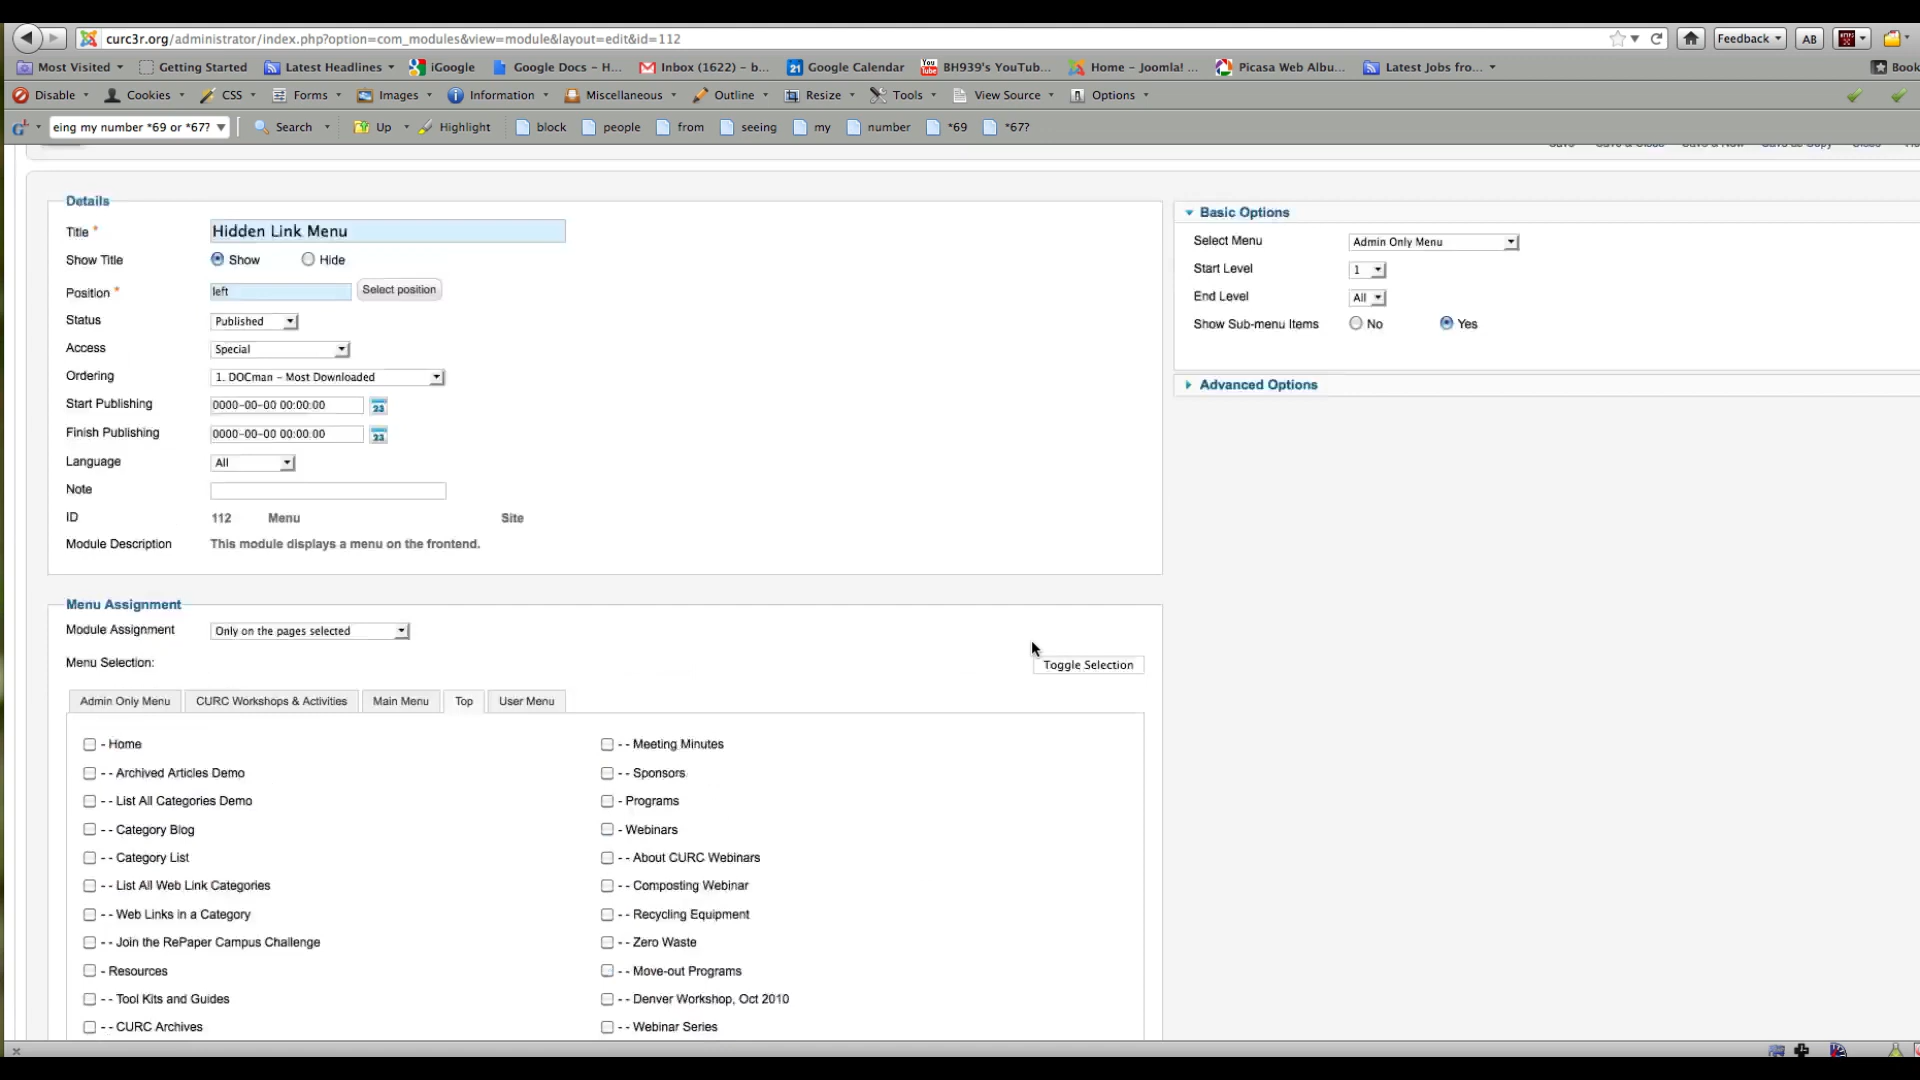 curc3r.org/administrator/index.php?option=com_modules&view=module&layout=edit&id=112
Feedback
AB
Most Visited
Getting Started
Latest Headlines
iGoogle
Google Docs - H...
Inbox (1622) – b...
21 Google Calendar
BH939's YouTub...
Home – Joomla! ...
Picasa Web Albu...
Latest Jobs fro...
Book
Disable
Cookies
CSS
Forms
Images
Information
Miscellaneous
Outline
Resize
Tools
View Source
Options
eing my number *69 or *67?
Search
Up
Highlight
block
people
from
seeing
my
number
*69
*67?
Details
Title *
Hidden Link Menu
Show Title
Show
Hide
Position *
left
Select position
Status
Published
Access
Special
Ordering
1. DOCman – Most Downloaded
Start Publishing
0000-00-00 00:00:00
23
Finish Publishing
0000-00-00 00:00:00
23
Language
All
Note
ID
112
Menu
Site
Module Description
This module displays a menu on the frontend.
Basic Options
Select Menu
Admin Only Menu
Start Level
1
End Level
All
Show Sub-menu Items
No
Yes
Advanced Options
Menu Assignment
Module Assignment
Only on the pages selected
Menu Selection:
Toggle Selection
Admin Only Menu
CURC Workshops & Activities
Main Menu
Top
User Menu
- Home
- - Archived Articles Demo
- - List All Categories Demo
- - Category Blog
- - Category List
- - List All Web Link Categories
- - Web Links in a Category
- - Join the RePaper Campus Challenge
- Resources
- - Tool Kits and Guides
- - CURC Archives
- - Meeting Minutes
- - Sponsors
- Programs
- Webinars
- - About CURC Webinars
- - Composting Webinar
- - Recycling Equipment
- - Zero Waste
- - Move-out Programs
- - Denver Workshop, Oct 2010
- - Webinar Series